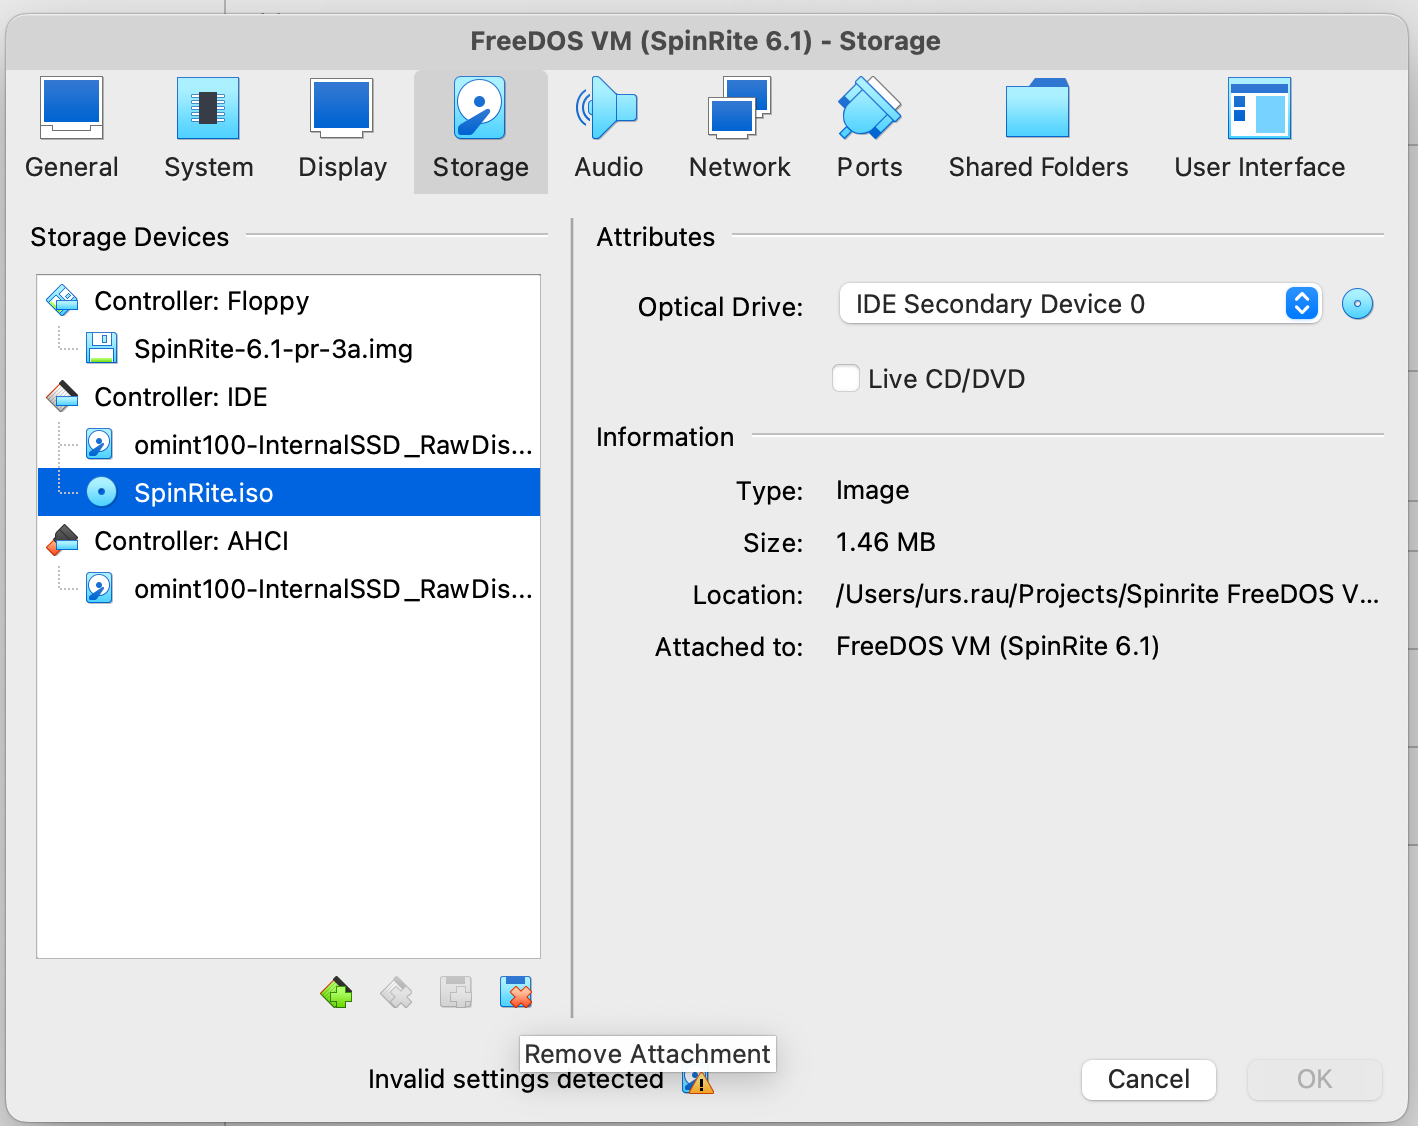 FreeDOS VM (SpinRite 6.1) - Storage
General System Display Storage Audio Network Ports Shared Folders User Interface
Storage Devices
Controller: Floppy
SpinRite-6.1-pr-3a.img
Controller: IDE
omint100-InternalSSD_RawDis...
SpinRite.iso
Controller: AHCI
omint100-InternalSSD_RawDis...
Attributes
Optical Drive: IDE Secondary Device 0
Live CD/DVD
Information
Type: Image
Size: 1.46 MB
Location: /Users/urs.rau/Projects/Spinrite FreeDOS V...
Attached to: FreeDOS VM (SpinRite 6.1)
Remove Attachment
Invalid settings detected
Cancel OK